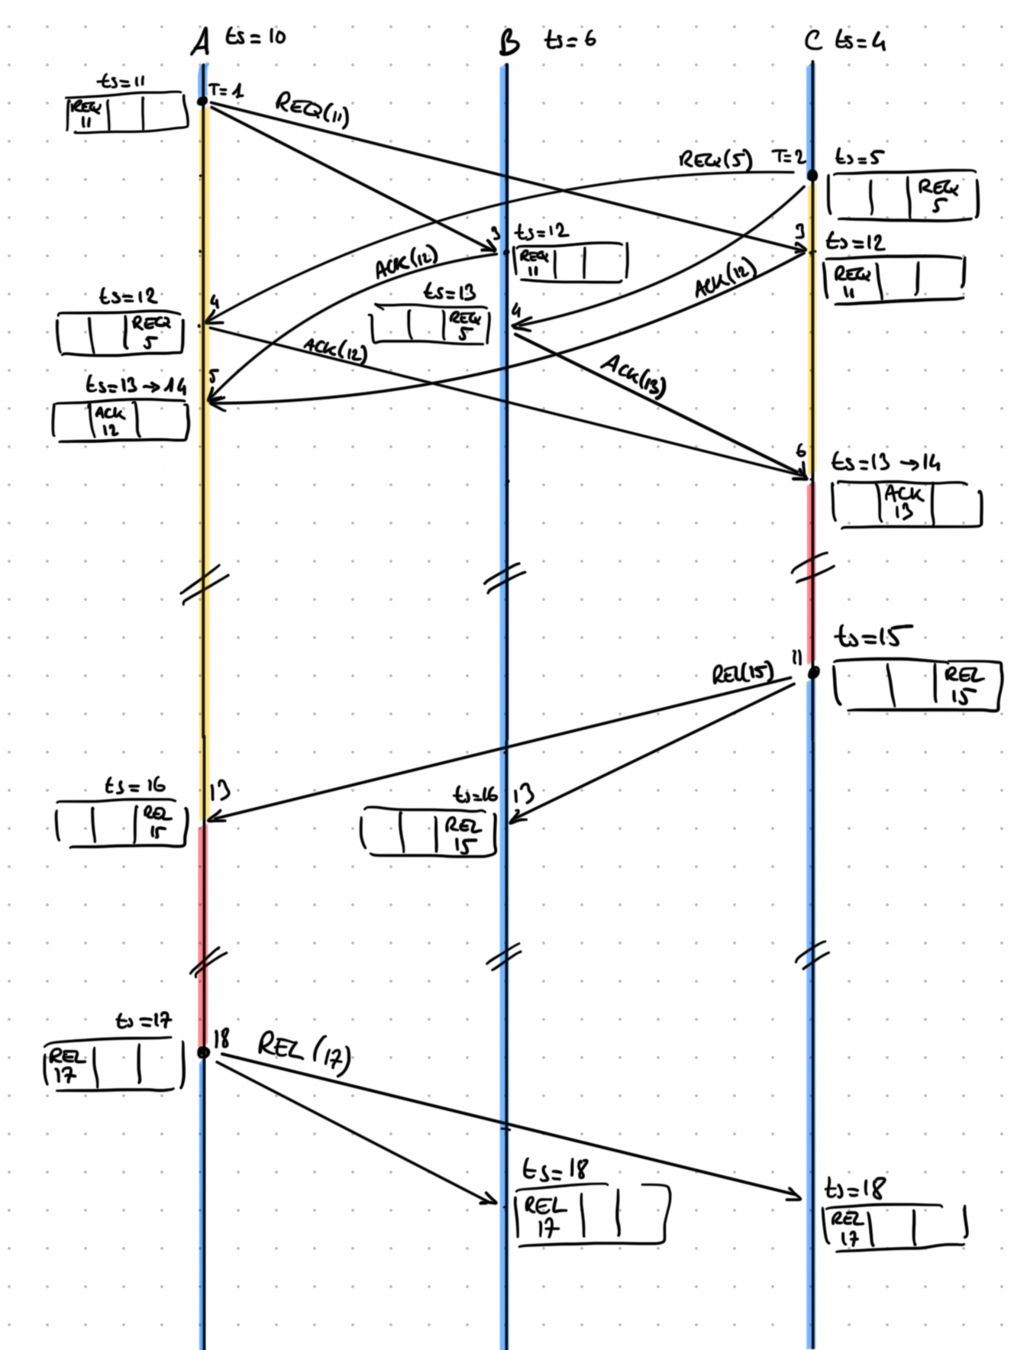 A ts=10
B ts=6
C ts=4
ts=11
T=1
REQ 11
REQ(11)
REQ(5)
T=2
ts=5
REQ 5
3
ts=12
REQ 11
3
ts=12
REQ 11
ACK(12)
ACK(12)
ts=12
4
REQ 5
ts=13
4
REQ 5
ACK(12)
ACK(13)
ts=13→14
5
ACK 12
6
ts=13→14
ACK 13
11
ts=15
REL 15
REL(15)
ts=16
13
REL 15
ts=16
13
REL 15
ts=17
18
REL 17
REL (17)
ts=18
REL 17
ts=18
REL 17